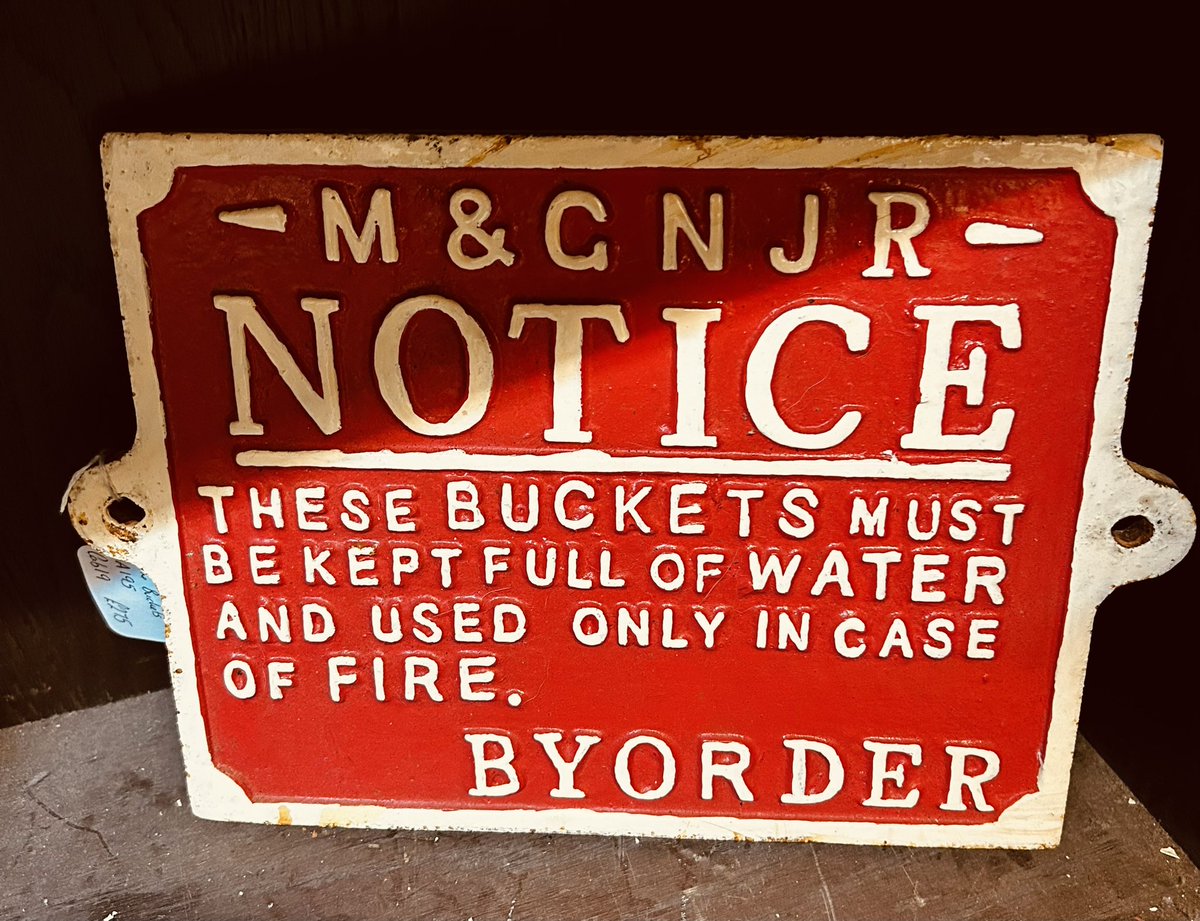 - M & G N J R -
NOTICE
THESE BUCKETS MUST
BE KEPT FULL OF WATER
AND USED ONLY IN CASE
OF FIRE.
BY ORDER